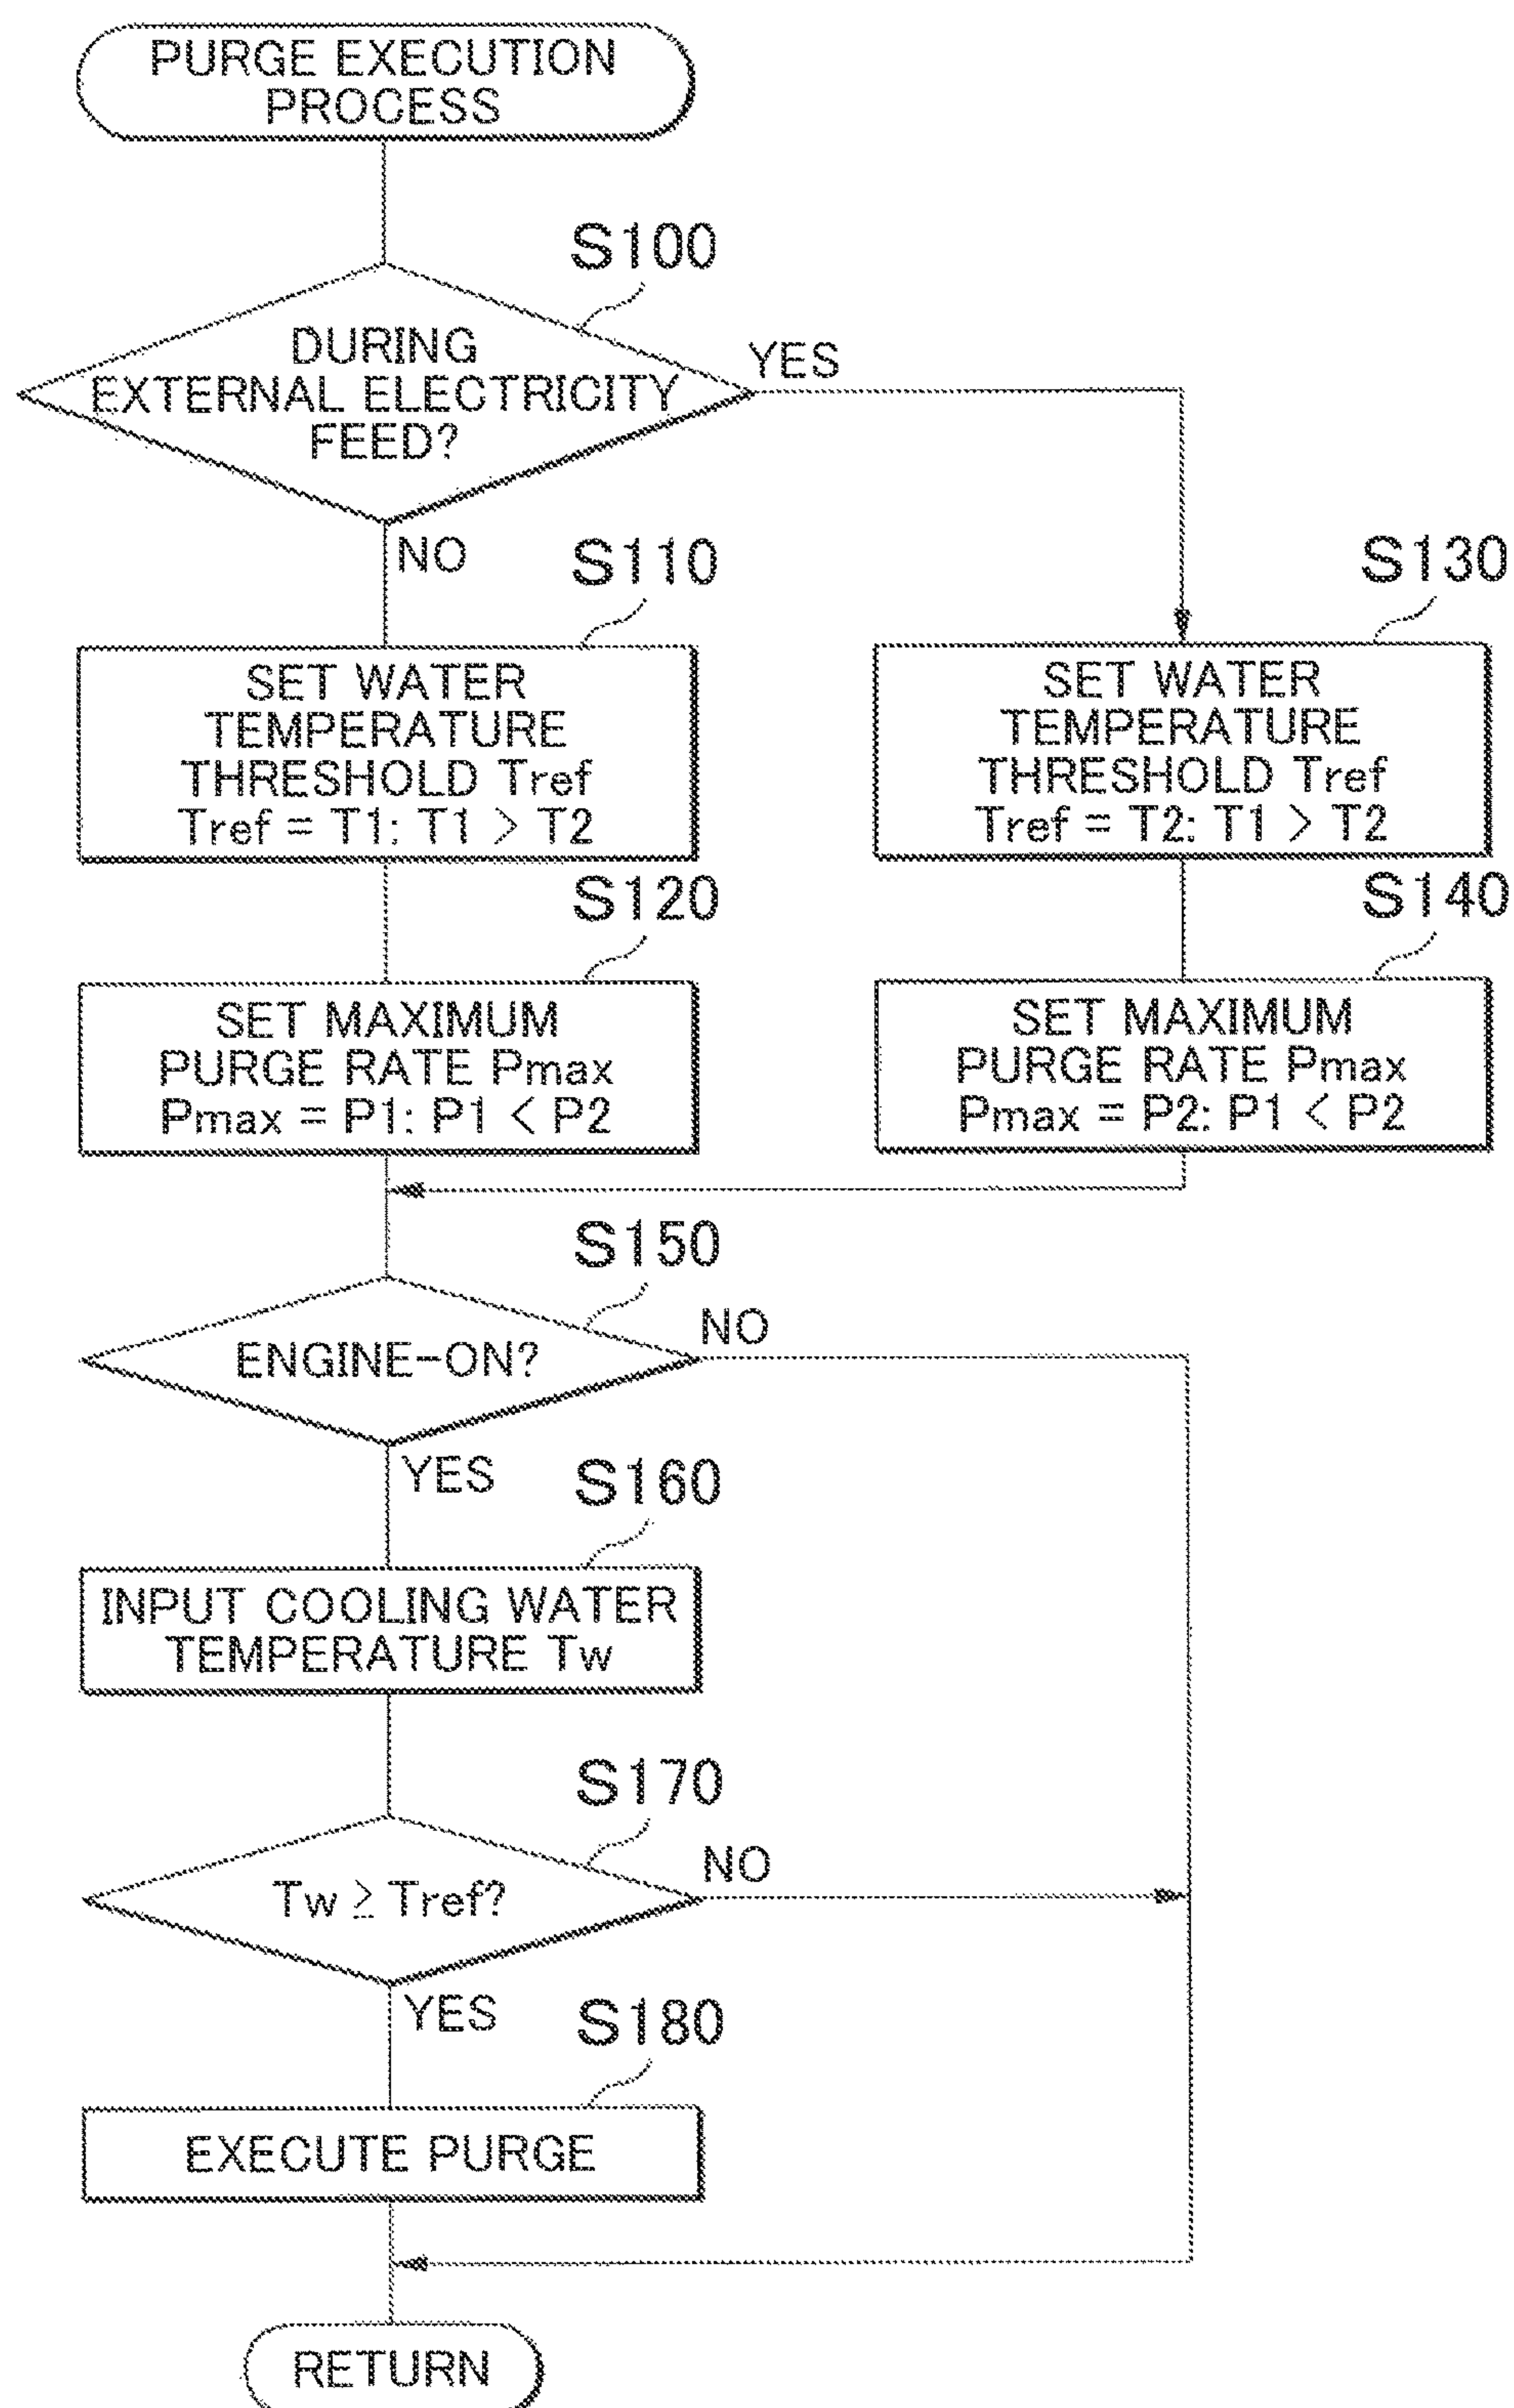 PURGE EXECUTION
PROCESS
S100
DURING
EXTERNAL ELECTRICITY
FEED?
YES
NO
S110
SET WATER
TEMPERATURE
THRESHOLD Tref
Tref = T1: T1 > T2
S130
SET WATER
TEMPERATURE
THRESHOLD Tref
Tref = T2: T1 > T2
S120
SET MAXIMUM
PURGE RATE Pmax
Pmax = P1: P1 < P2
S140
SET MAXIMUM
PURGE RATE Pmax
Pmax = P2: P1 < P2
S150
ENGINE-ON?
NO
YES
S160
INPUT COOLING WATER
TEMPERATURE Tw
S170
Tw ≥ Tref?
NO
YES
S180
EXECUTE PURGE
RETURN